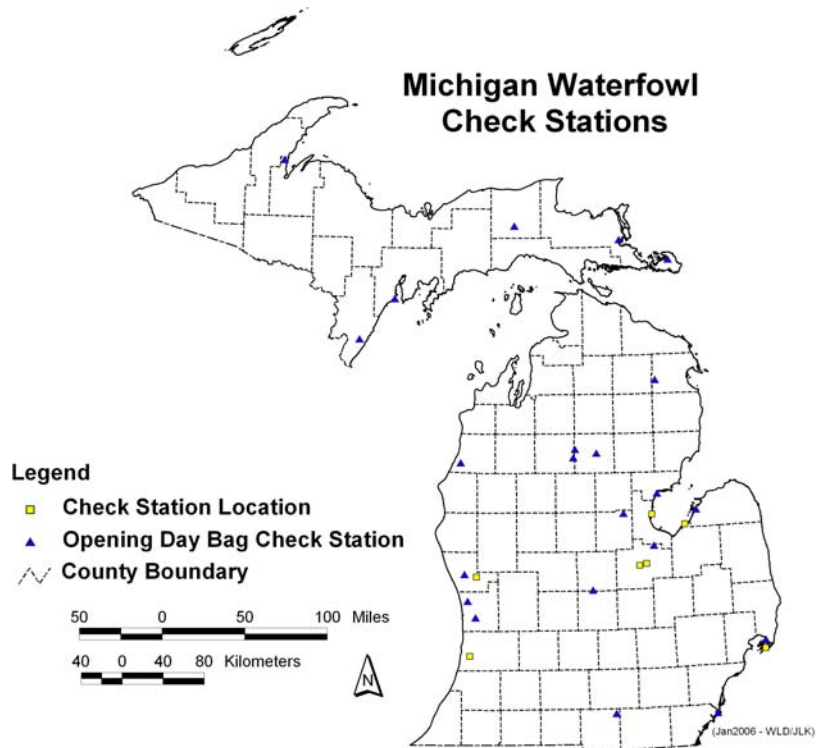 Michigan Waterfowl
Check Stations
Legend
Check Station Location
Opening Day Bag Check Station
County Boundary
50 0 50 100 Miles
40 0 40 80 Kilometers
N
(Jan2006 - WLD/JLK)